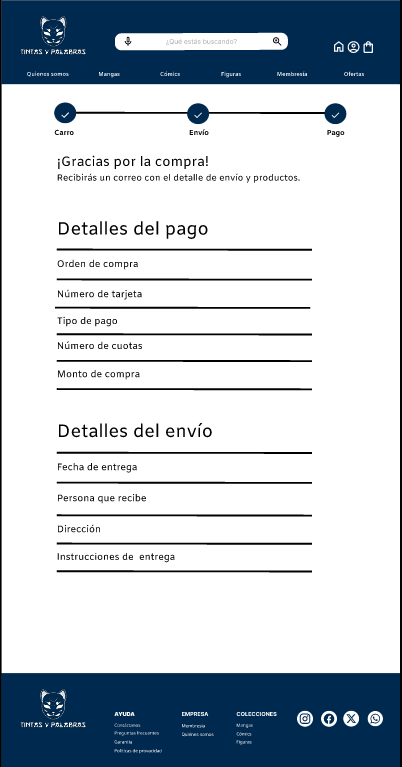 TINTAS Y PALABRAS
¿Qué estás buscando?
Quienes somos Mangas Cómics Figuras Membresia Ofertas
Carro Envío Pago
¡Gracias por la compra!
Recibirás un correo con el detalle de envío y productos.
Detalles del pago
Orden de compra
Número de tarjeta
Tipo de pago
Número de cuotas
Monto de compra
Detalles del envío
Fecha de entrega
Persona que recibe
Dirección
Instrucciones de entrega
TINTAS Y PALABRAS
AYUDA
Contáctanos
Preguntas frecuentes
Garantía
Políticas de privacidad
EMPRESA
Membresia
Quiénes somos
COLECCIONES
Mangas
Cómics
Figuras